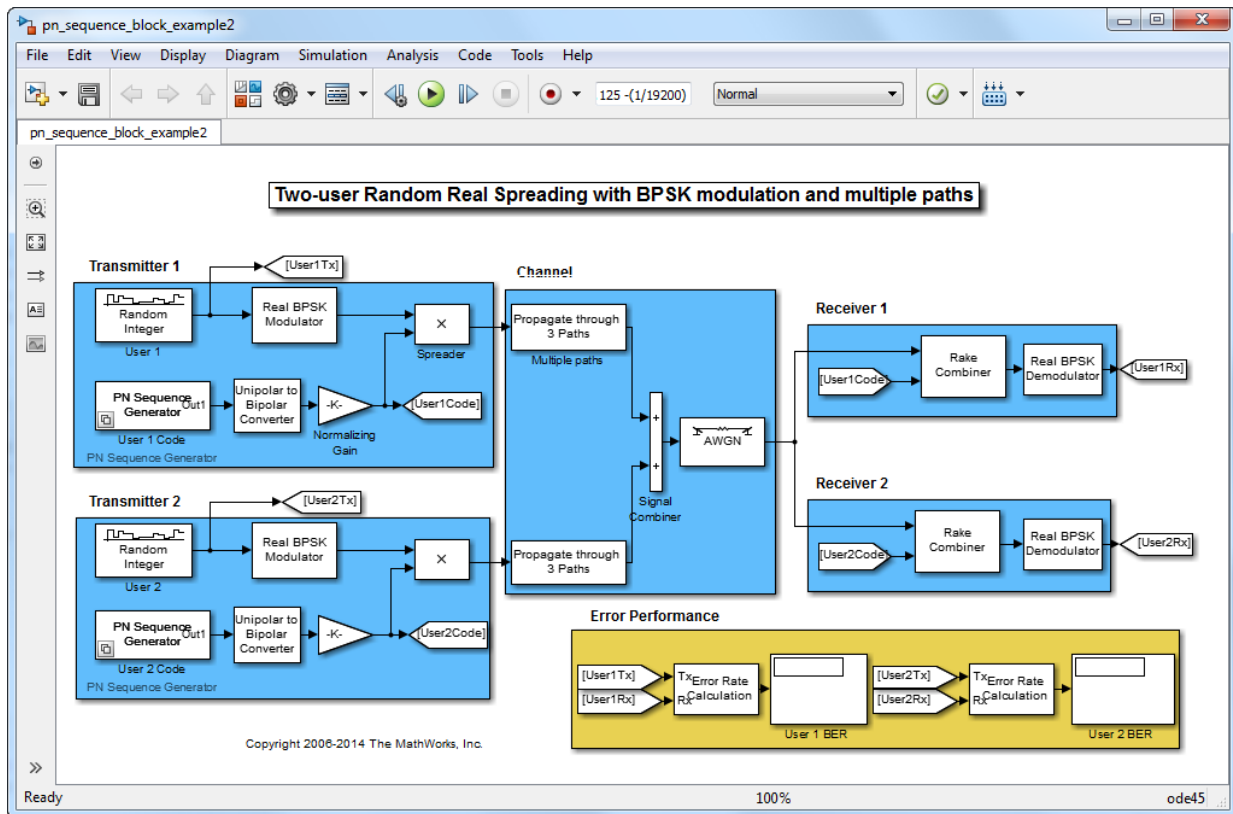 pn_sequence_block_example2
File Edit View Display Diagram Simulation Analysis Code Tools Help
125 -(1/19200)
Normal
pn_sequence_block_example2
Two-user Random Real Spreading with BPSK modulation and multiple paths
Transmitter 1
[User1Tx]
Random
Integer
User 1
Real BPSK
Modulator
×
Spreader
PN Sequence
Generator
Out1
User 1 Code
Unipolar to
Bipolar
Converter
-K-
Normalizing
Gain
[User1Code]
PN Sequence Generator
Transmitter 2
[User2Tx]
Random
Integer
User 2
Real BPSK
Modulator
×
PN Sequence
Generator
Out1
User 2 Code
Unipolar to
Bipolar
Converter
-K-
[User2Code]
PN Sequence Generator
Channel
Propagate through
3 Paths
Multiple paths
+
+
Signal
Combiner
AWGN
Propagate through
3 Paths
Receiver 1
[User1Code]
Rake
Combiner
Real BPSK
Demodulator
[User1Rx]
Receiver 2
[User2Code]
Rake
Combiner
Real BPSK
Demodulator
[User2Rx]
Error Performance
[User1Tx]
[User1Rx]
Tx
Rx
Error Rate
Calculation
User 1 BER
[User2Tx]
[User2Rx]
Tx
Rx
Error Rate
Calculation
User 2 BER
Copyright 2006-2014 The MathWorks, Inc.
Ready 100% ode45